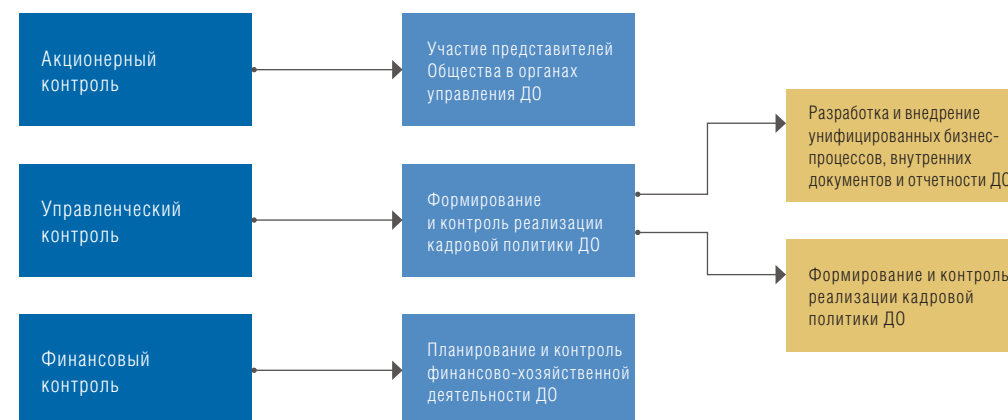 Акционерный
контроль
Участие представителей
Общества в органах
управления ДО
Управленческий
контроль
Формирование
и контроль реализации
кадровой политики ДО
Разработка и внедрение
унифицированных бизнес-
процессов, внутренних
документов и отчетности ДО
Формирование и контроль
реализации кадровой
политики ДО
Финансовый
контроль
Планирование и контроль
финансово-хозяйственной
деятельности ДО